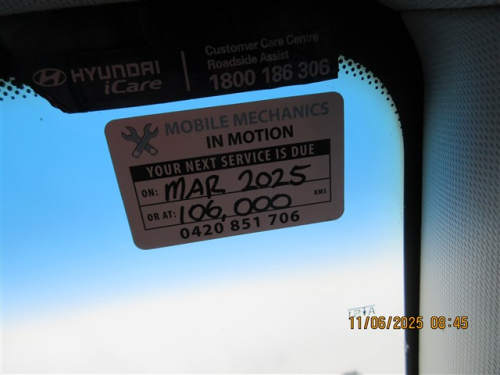 HYUNDAI
iCare
Customer Care Centre
Roadside Assist
1800 186 306
MOBILE MECHANICS
IN MOTION
YOUR NEXT SERVICE IS DUE
ON: MAR 2025
OR AT: 106,000 KMS
0420 851 706
11/06/2025 08:45